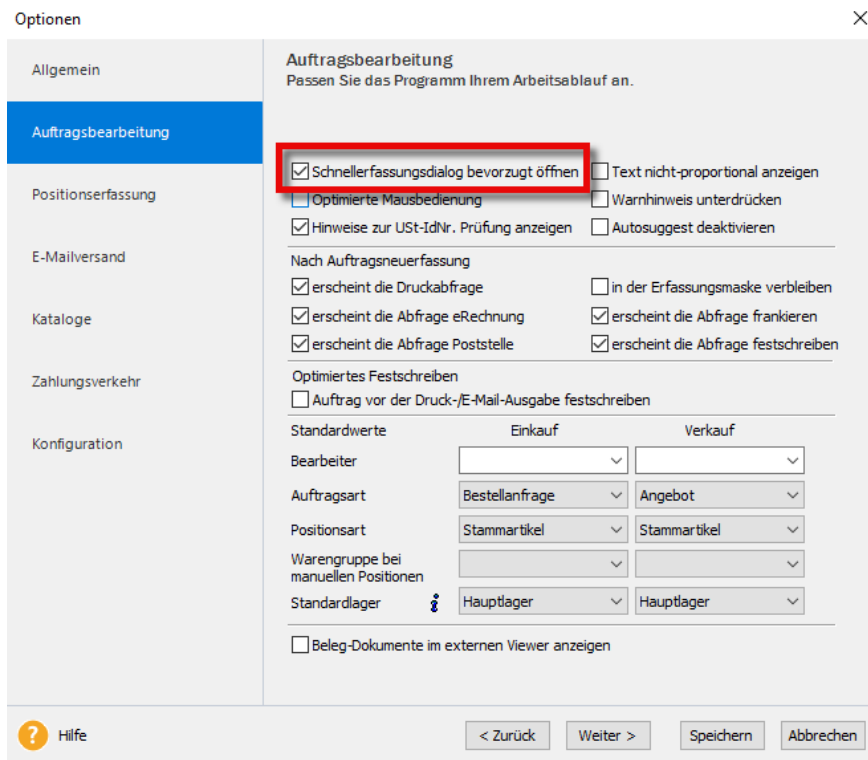 Optionen
Allgemein
Auftragsbearbeitung
Positionserfassung
E-Mailversand
Kataloge
Zahlungsverkehr
Konfiguration
Auftragsbearbeitung
Passen Sie das Programm Ihrem Arbeitsablauf an.
Schnellerfassungsdialog bevorzugt öffnen Text nicht-proportional anzeigen
Optimierte Mausbedienung Warnhinweis unterdrücken
Hinweise zur USt-IdNr. Prüfung anzeigen Autosuggest deaktivieren
Nach Auftragsneuerfassung
erscheint die Druckabfrage in der Erfassungsmaske verbleiben
erscheint die Abfrage eRechnung erscheint die Abfrage frankieren
erscheint die Abfrage Poststelle erscheint die Abfrage festschreiben
Optimiertes Festschreiben
Auftrag vor der Druck-/E-Mail-Ausgabe festschreiben
Standardwerte Einkauf Verkauf
Bearbeiter
Auftragsart Bestellanfrage Angebot
Positionsart Stammartikel Stammartikel
Warengruppe bei
manuellen Positionen
Standardlager i Hauptlager Hauptlager
Beleg-Dokumente im externen Viewer anzeigen
? Hilfe < Zurück Weiter > Speichern Abbrechen